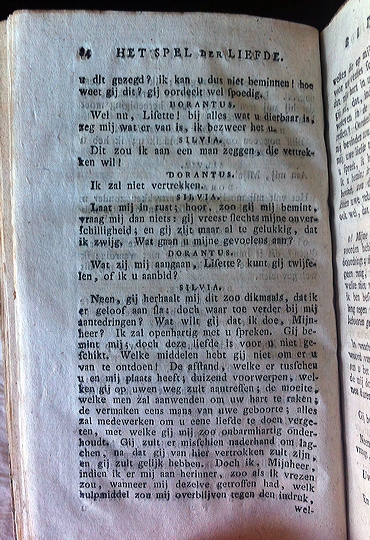 84 HET SPEL DER LIEFDE.
u dit gezegd? ik kan u dus niet beminnen! hoe
weet gij dit? gij oordeelt wel spoedig.
DORANTUS.
Wel nu, Lisette! bij alles wat u dierbaar is,
zeg mij wat er van is, ik bezweer het u.
SILVIA.
Dit zou ik aan een man zeggen, die vertrek-
ken wil!
DORANTUS.
Ik zal niet vertrekken.
SILVIA.
Laat mij in rust; hoor, zoo gij mij bemint,
vraag mij dan niets: gij vreest slechts mijne onver-
schilligheid; en gij zijt maar al te gelukkig, dat
ik zwijg. Wat gaan u mijne gevoelens aan?
DORANTUS.
Wat zij mij aangaan, Lisette? kunt gij twijfe-
len, of ik u aanbid?
SILVIA.
Neen, gij herhaalt mij dit zoo dikmaals, dat ik
er geloof aan sla: doch waar toe verder bij mij
aantedringen? Wat wilt gij dat ik doe, Mijn-
heer? Ik zal openhartig met u spreken. Gij be-
mint mij; doch deze liefde is voor u niet ge-
schikt. Welke middelen hebt gij niet om er u
van te ontdoen! De afstand, welke er tusschen
u en mij plaats heeft; duizend voorwerpen, wel-
ken gij op uwen weg zult aantreffen; de moeite,
welke men zal aanwenden om uw hart te raken;
de vermaken eens mans van uwe geboorte; alles
zal medewerken om u eene liefde te doen verge-
ten, met welke gij mij zoo onbarmhartig onder-
houdt. Gij zult er misschien naderhand om lag-
chen, na dat gij van hier vertrokken zult zijn,
en gij zult gelijk hebben. Doch ik, Mijnheer,
indien ik er mij aan herinner, zoo als ik vrezen
zou, wanneer mij dezelve getroffen had, welk
hulpmiddel zou mij overblijven tegen den indruk,
wel-